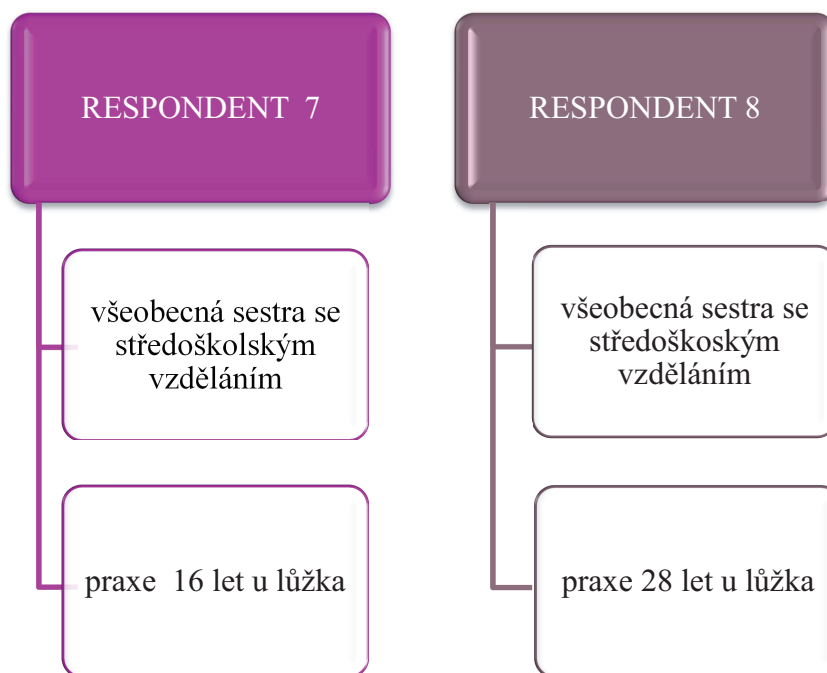 RESPONDENT 7
všeobecná sestra se
středoškolským
vzděláním
praxe 16 let u lůžka
RESPONDENT 8
všeobecná sestra se
středoškoským
vzděláním
praxe 28 let u lůžka